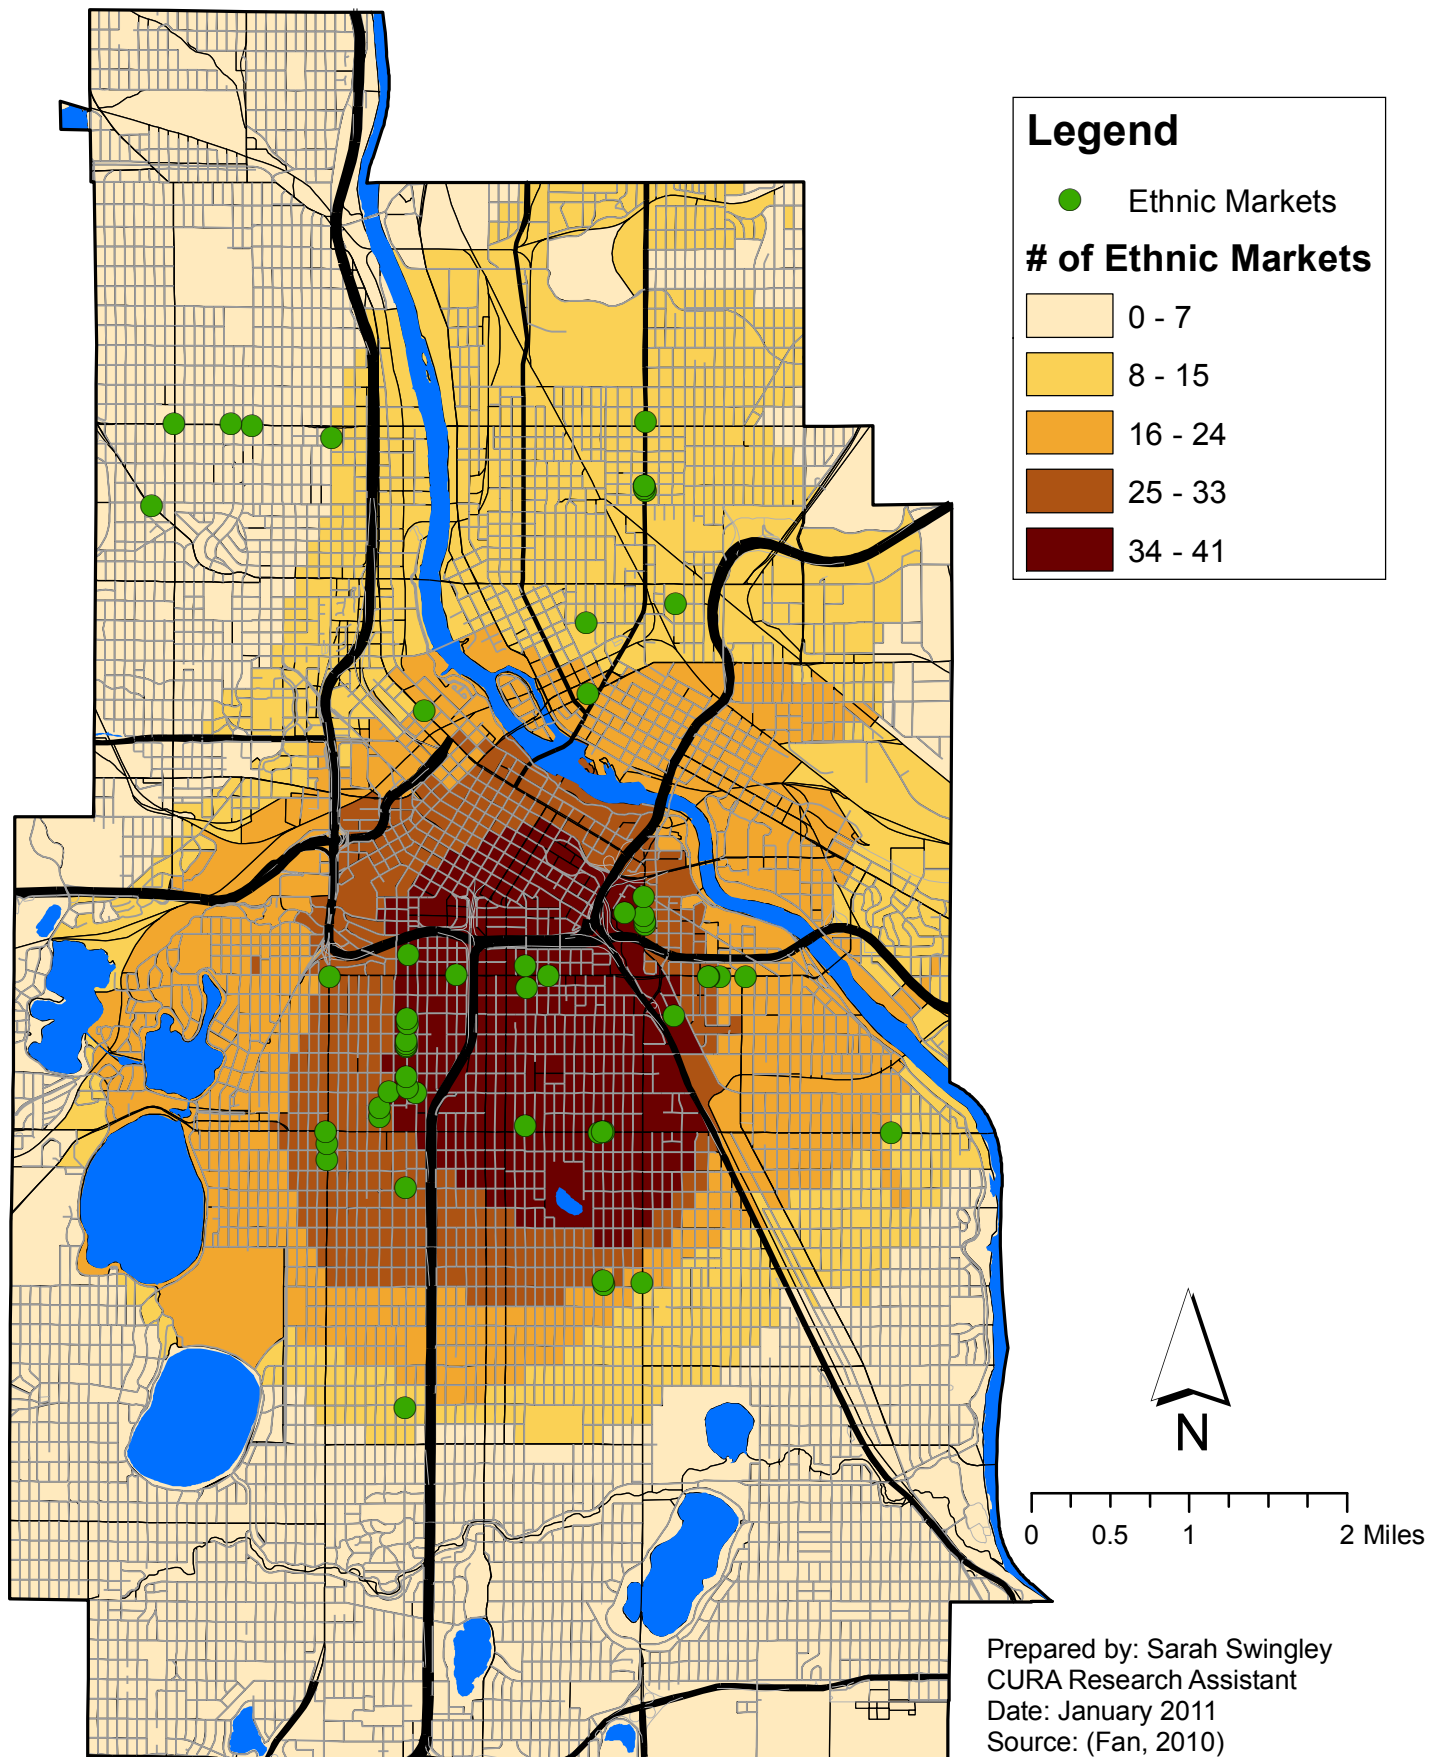 Legend
Ethnic Markets
# of Ethnic Markets
0 - 7
8 - 15
16 - 24
25 - 33
34 - 41
N
0 0.5 1 2 Miles
Prepared by: Sarah Swingley
CURA Research Assistant
Date: January 2011
Source: (Fan, 2010)